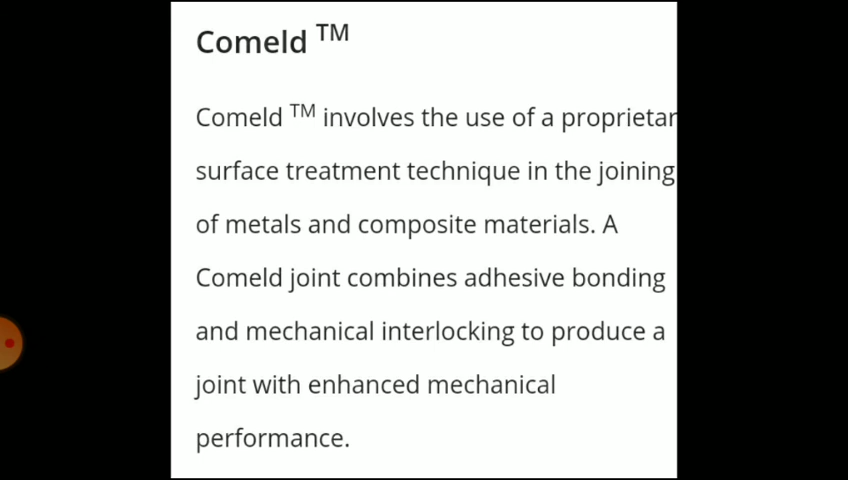 Comeld TM
Comeld TM involves the use of a proprietar
surface treatment technique in the joining
of metals and composite materials. A
Comeld joint combines adhesive bonding
and mechanical interlocking to produce a
joint with enhanced mechanical
performance.